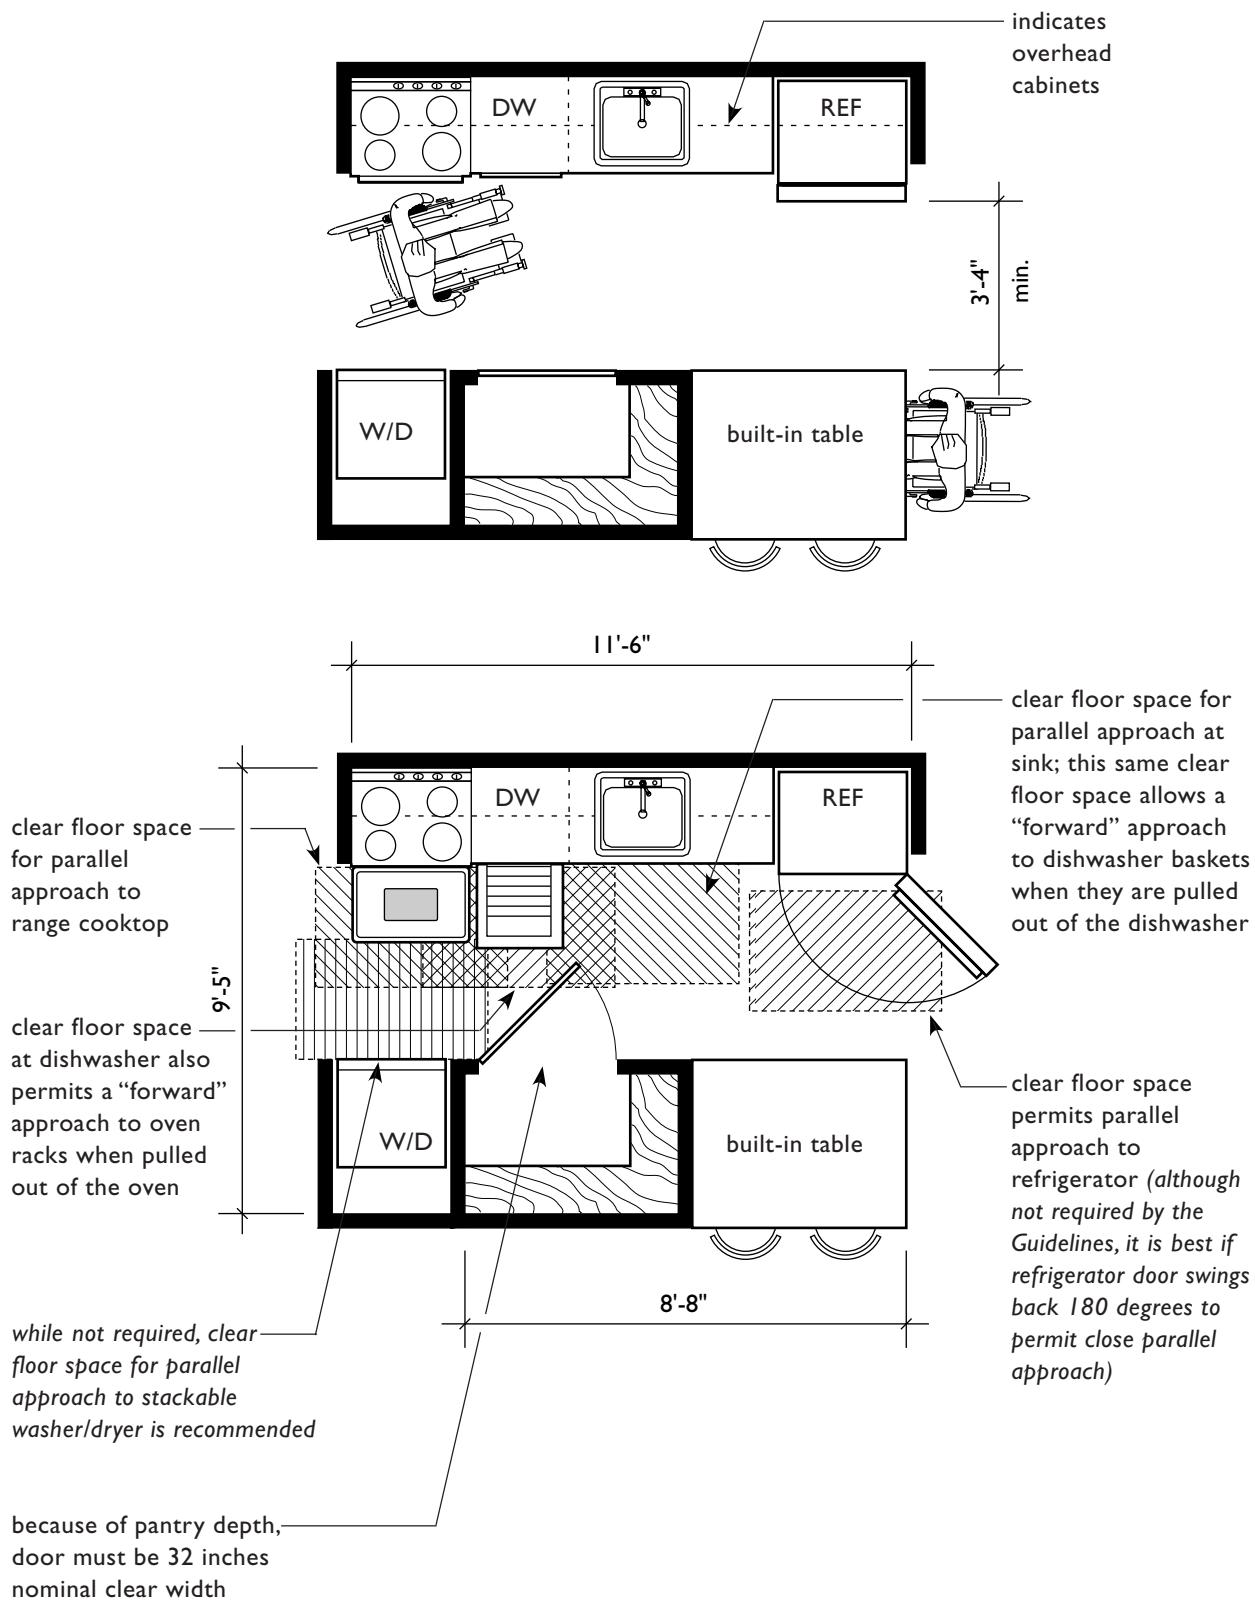 indicates
overhead
cabinets
DW
REF
3'-4"
min.
W/D
built-in table
11'-6"
clear floor space for
parallel approach at
sink; this same clear
floor space allows a
“forward” approach
to dishwasher baskets
when they are pulled
out of the dishwasher
DW
REF
clear floor space
for parallel
approach to
range cooktop
9'-5"
clear floor space
at dishwasher also
permits a “forward”
approach to oven
racks when pulled
out of the oven
W/D
built-in table
clear floor space
permits parallel
approach to
refrigerator (although
not required by the
Guidelines, it is best if
refrigerator door swings
back 180 degrees to
permit close parallel
approach)
8'-8"
while not required, clear
floor space for parallel
approach to stackable
washer/dryer is recommended
because of pantry depth,
door must be 32 inches
nominal clear width